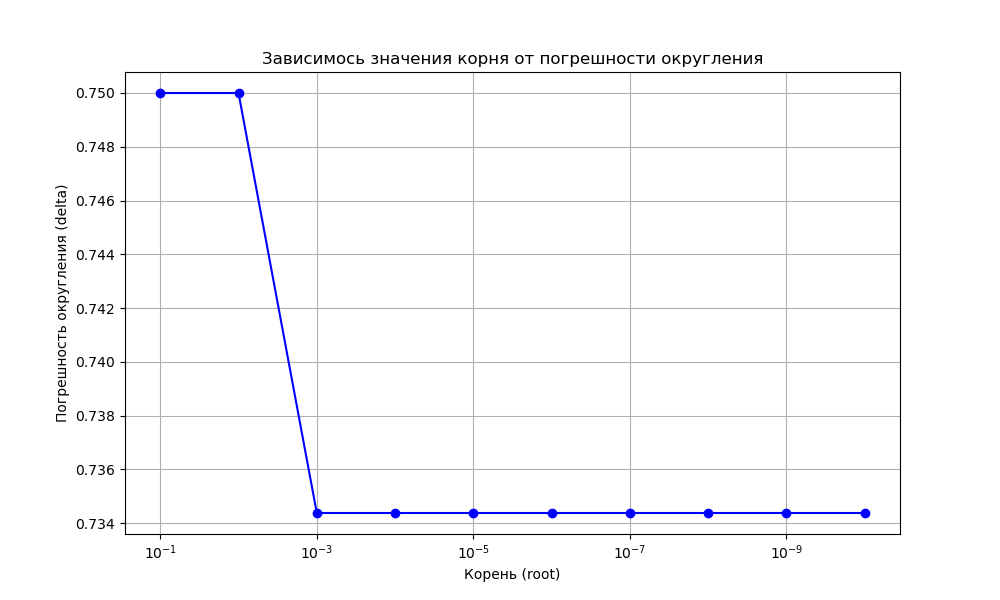 Зависимось значения корня от погрешности округления
Погрешность округления (delta)
0.750
0.748
0.746
0.744
0.742
0.740
0.738
0.736
0.734
10⁻¹ 10⁻³ 10⁻⁵ 10⁻⁷ 10⁻⁹
Корень (root)